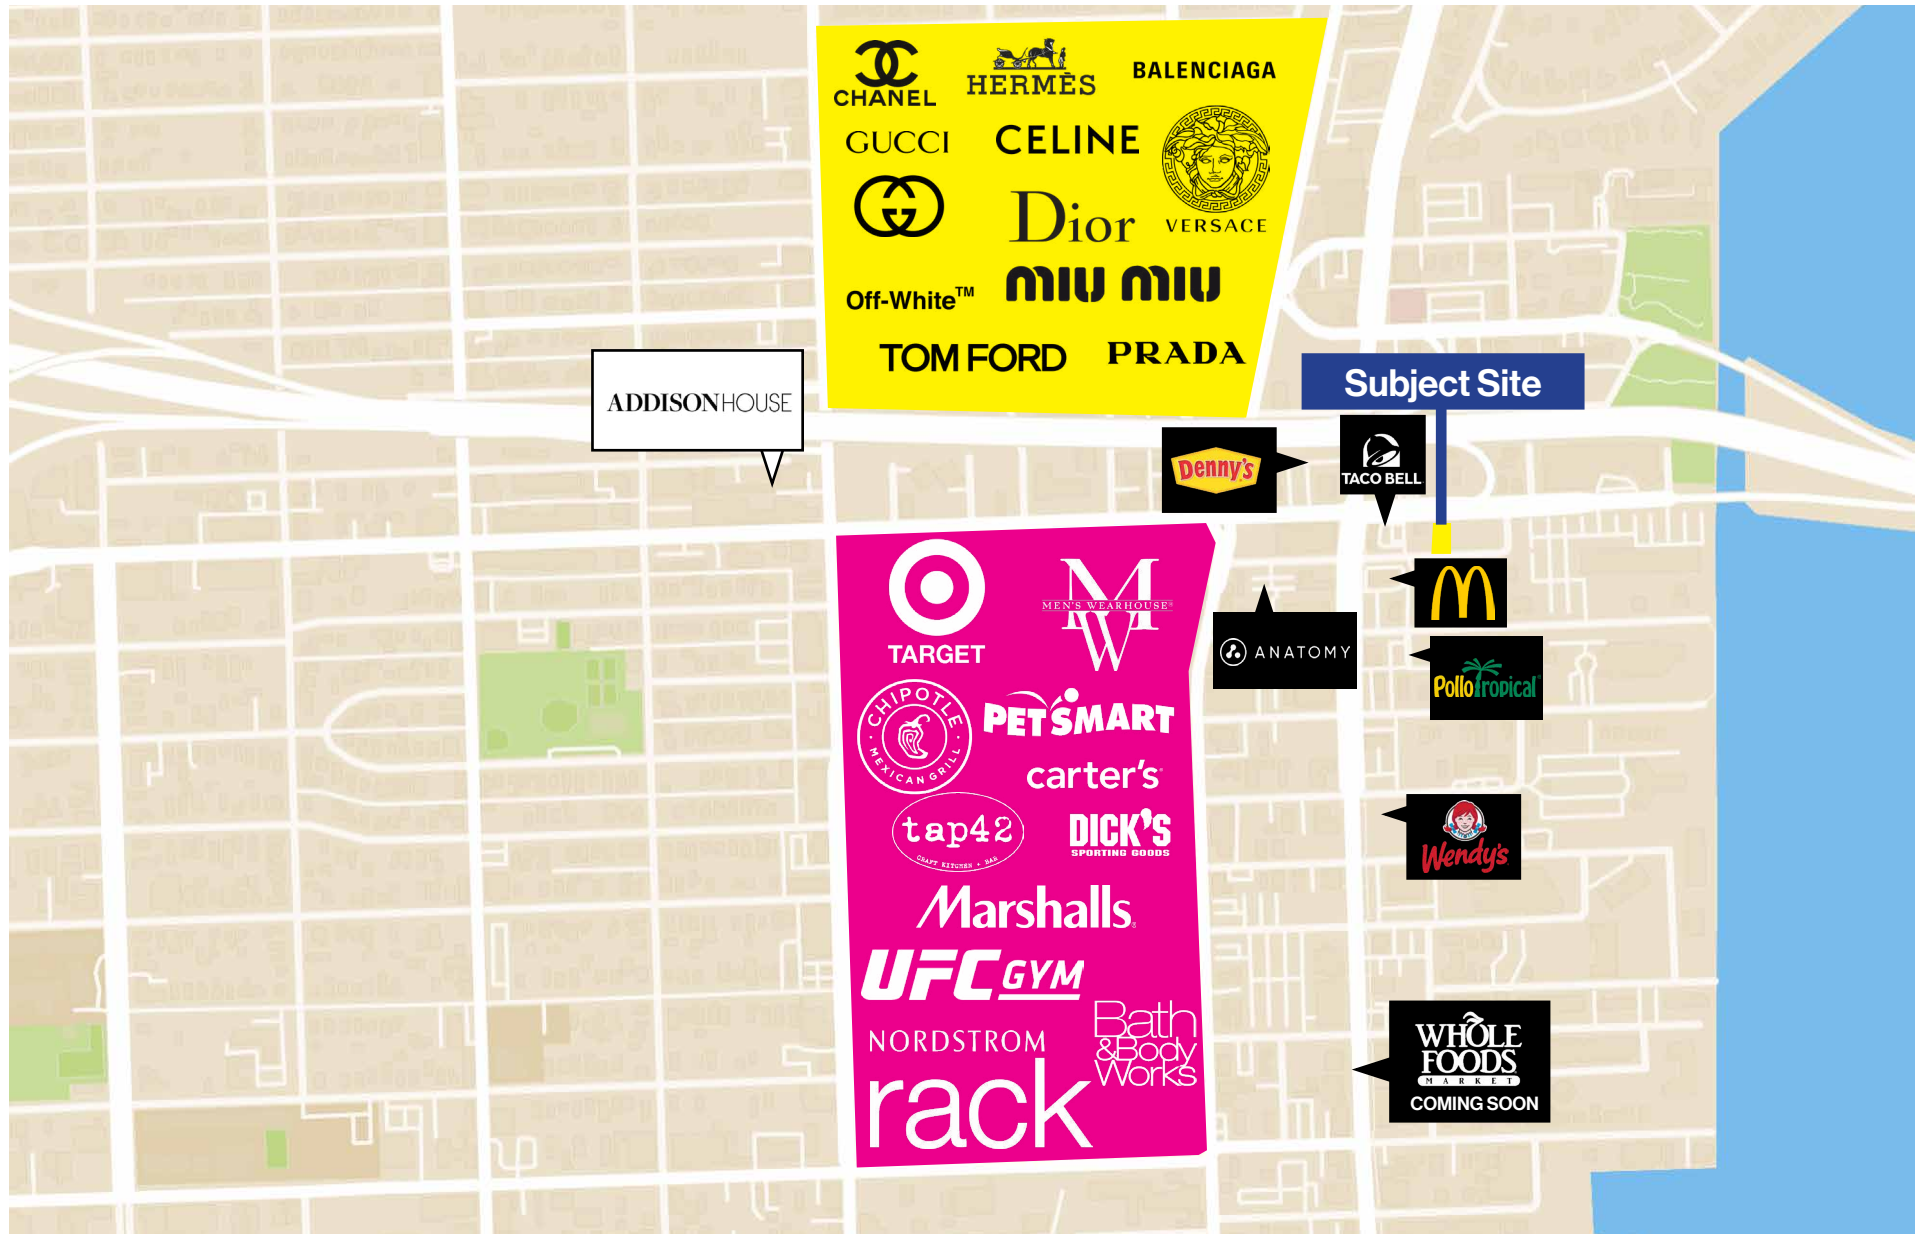 CHANEL
HERMÈS
BALENCIAGA
GUCCI
CELINE
VERSACE
Dior
Off-White™
miu miu
TOM FORD
PRADA
ADDISON HOUSE
Subject Site
Denny's
TACO BELL
TARGET
MW
MEN'S WEARHOUSE®
ANATOMY
Pollo Tropical®
CHIPOTLE
MEXICAN GRILL
PETSMART
carter's
tap42
CRAFT KITCHEN + BAR
DICK'S
SPORTING GOODS
Wendy's
Marshalls
UFC GYM
NORDSTROM
rack
Bath
&Body
Works
WHOLE
FOODS
MARKET
COMING SOON